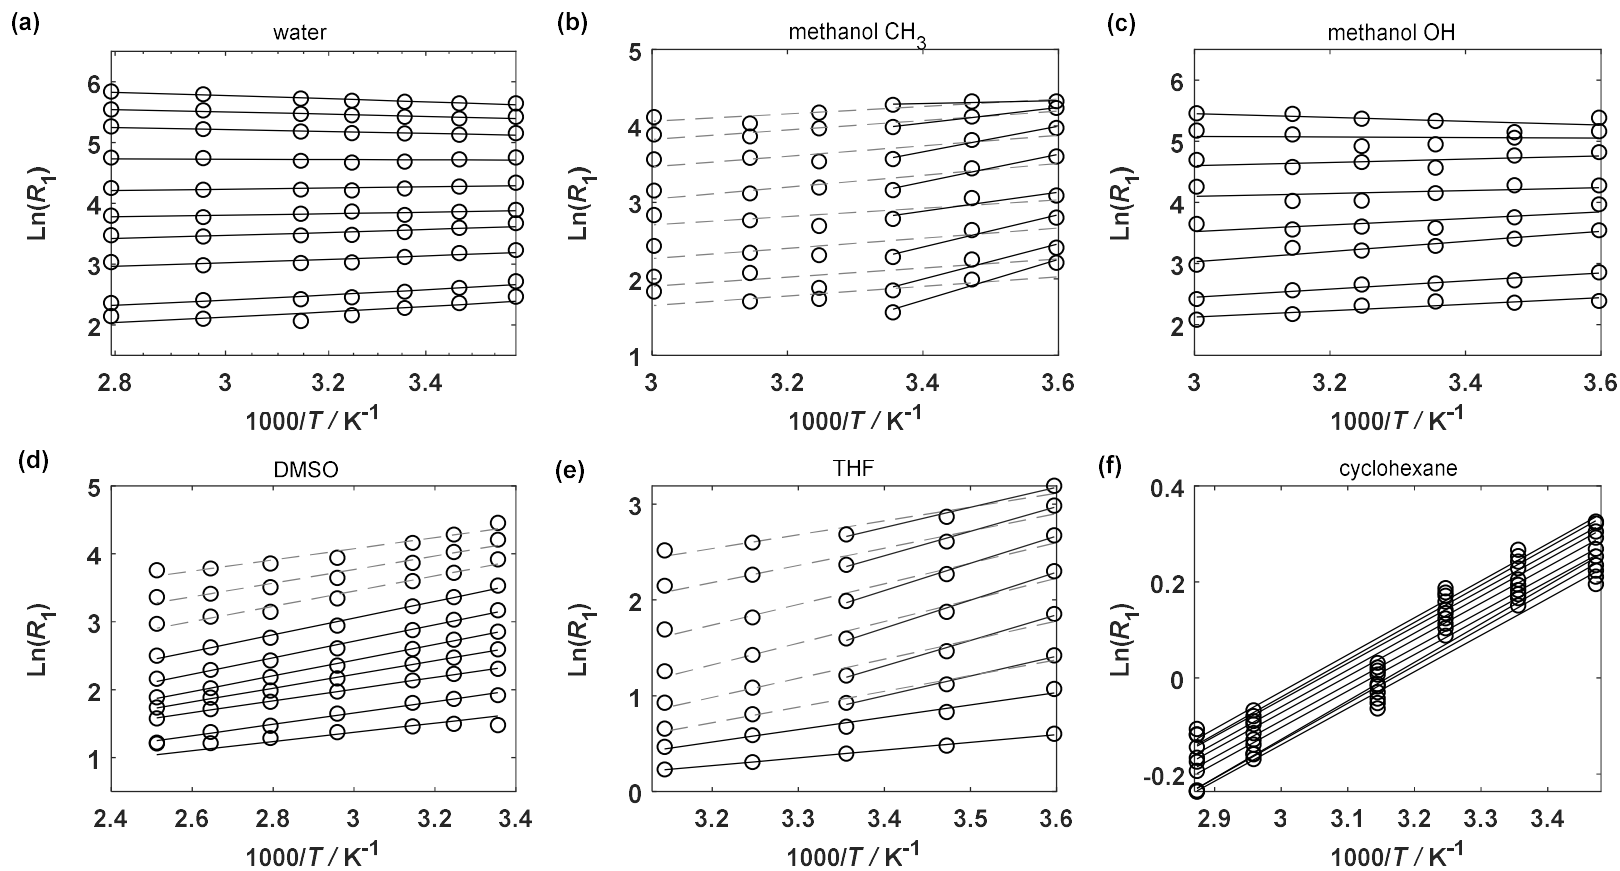 (a) water
(b) methanol CH3
(c) methanol OH
Ln(R1)
6
5
4
3
2
2.8 3 3.2 3.4
1000/T / K-1
Ln(R1)
5
4
3
2
1
3 3.2 3.4 3.6
1000/T / K-1
Ln(R1)
6
5
4
3
2
3 3.2 3.4 3.6
1000/T / K-1
(d) DMSO
(e) THF
(f) cyclohexane
Ln(R1)
5
4
3
2
1
2.4 2.6 2.8 3 3.2 3.4
1000/T / K-1
Ln(R1)
3
2
1
0
3.2 3.3 3.4 3.5 3.6
1000/T / K-1
Ln(R1)
0.4
0.2
0
-0.2
2.9 3 3.1 3.2 3.3 3.4
1000/T / K-1